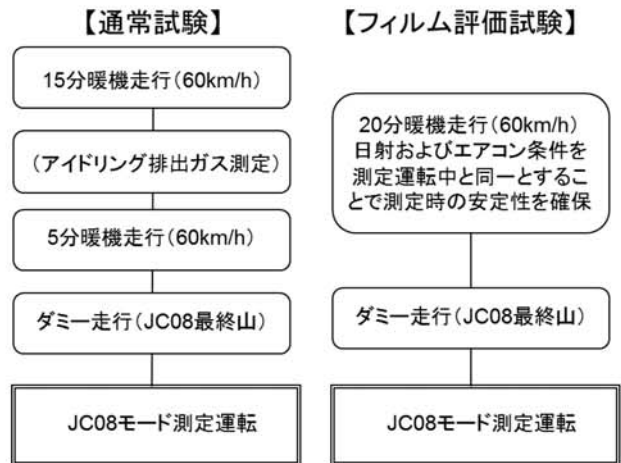 【通常試験】
15分暖機走行(60km/h)
(アイドリング排出ガス測定)
5分暖機走行(60km/h)
ダミー走行(JC08最終山)
JC08モード測定運転
【フィルム評価試験】
20分暖機走行(60km/h)
日射およびエアコン条件を
測定運転中と同一とするこ
とで測定時の安定性を確保
ダミー走行(JC08最終山)
JC08モード測定運転